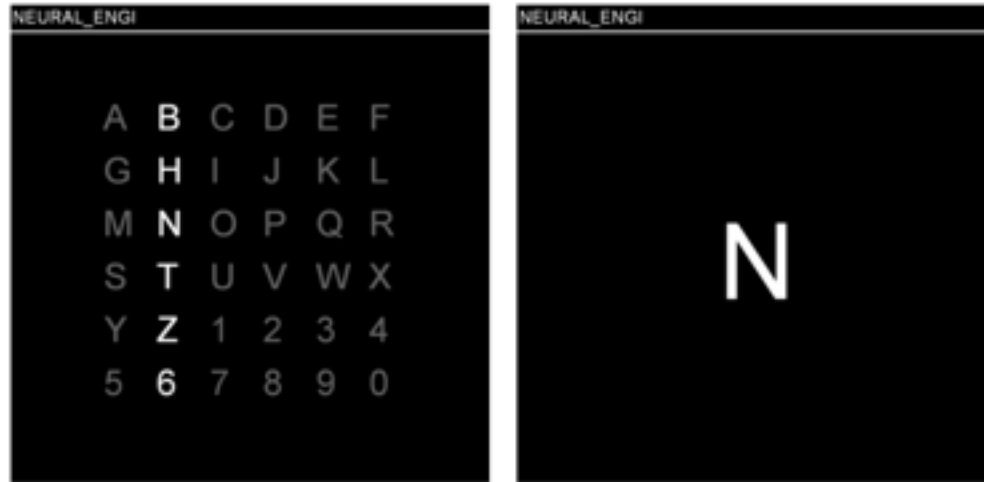 NEURAL_ENGI
A B C D E F
G H I J K L
M N O P Q R
S T U V W X
Y Z 1 2 3 4
5 6 7 8 9 0
NEURAL_ENGI
N